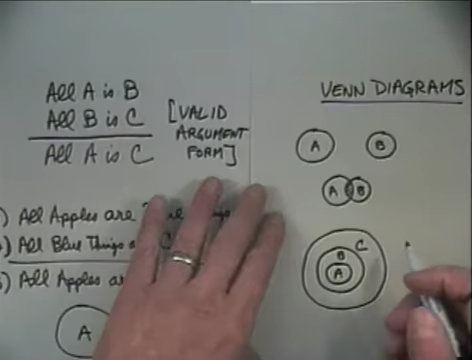 All A is B
All B is C
All A is C
[VALID
ARGUMENT
FORM]
) All Apples are
) All Blue Things
) All Apples are
A
VENN DIAGRAMS
A B
A B
C
B
A